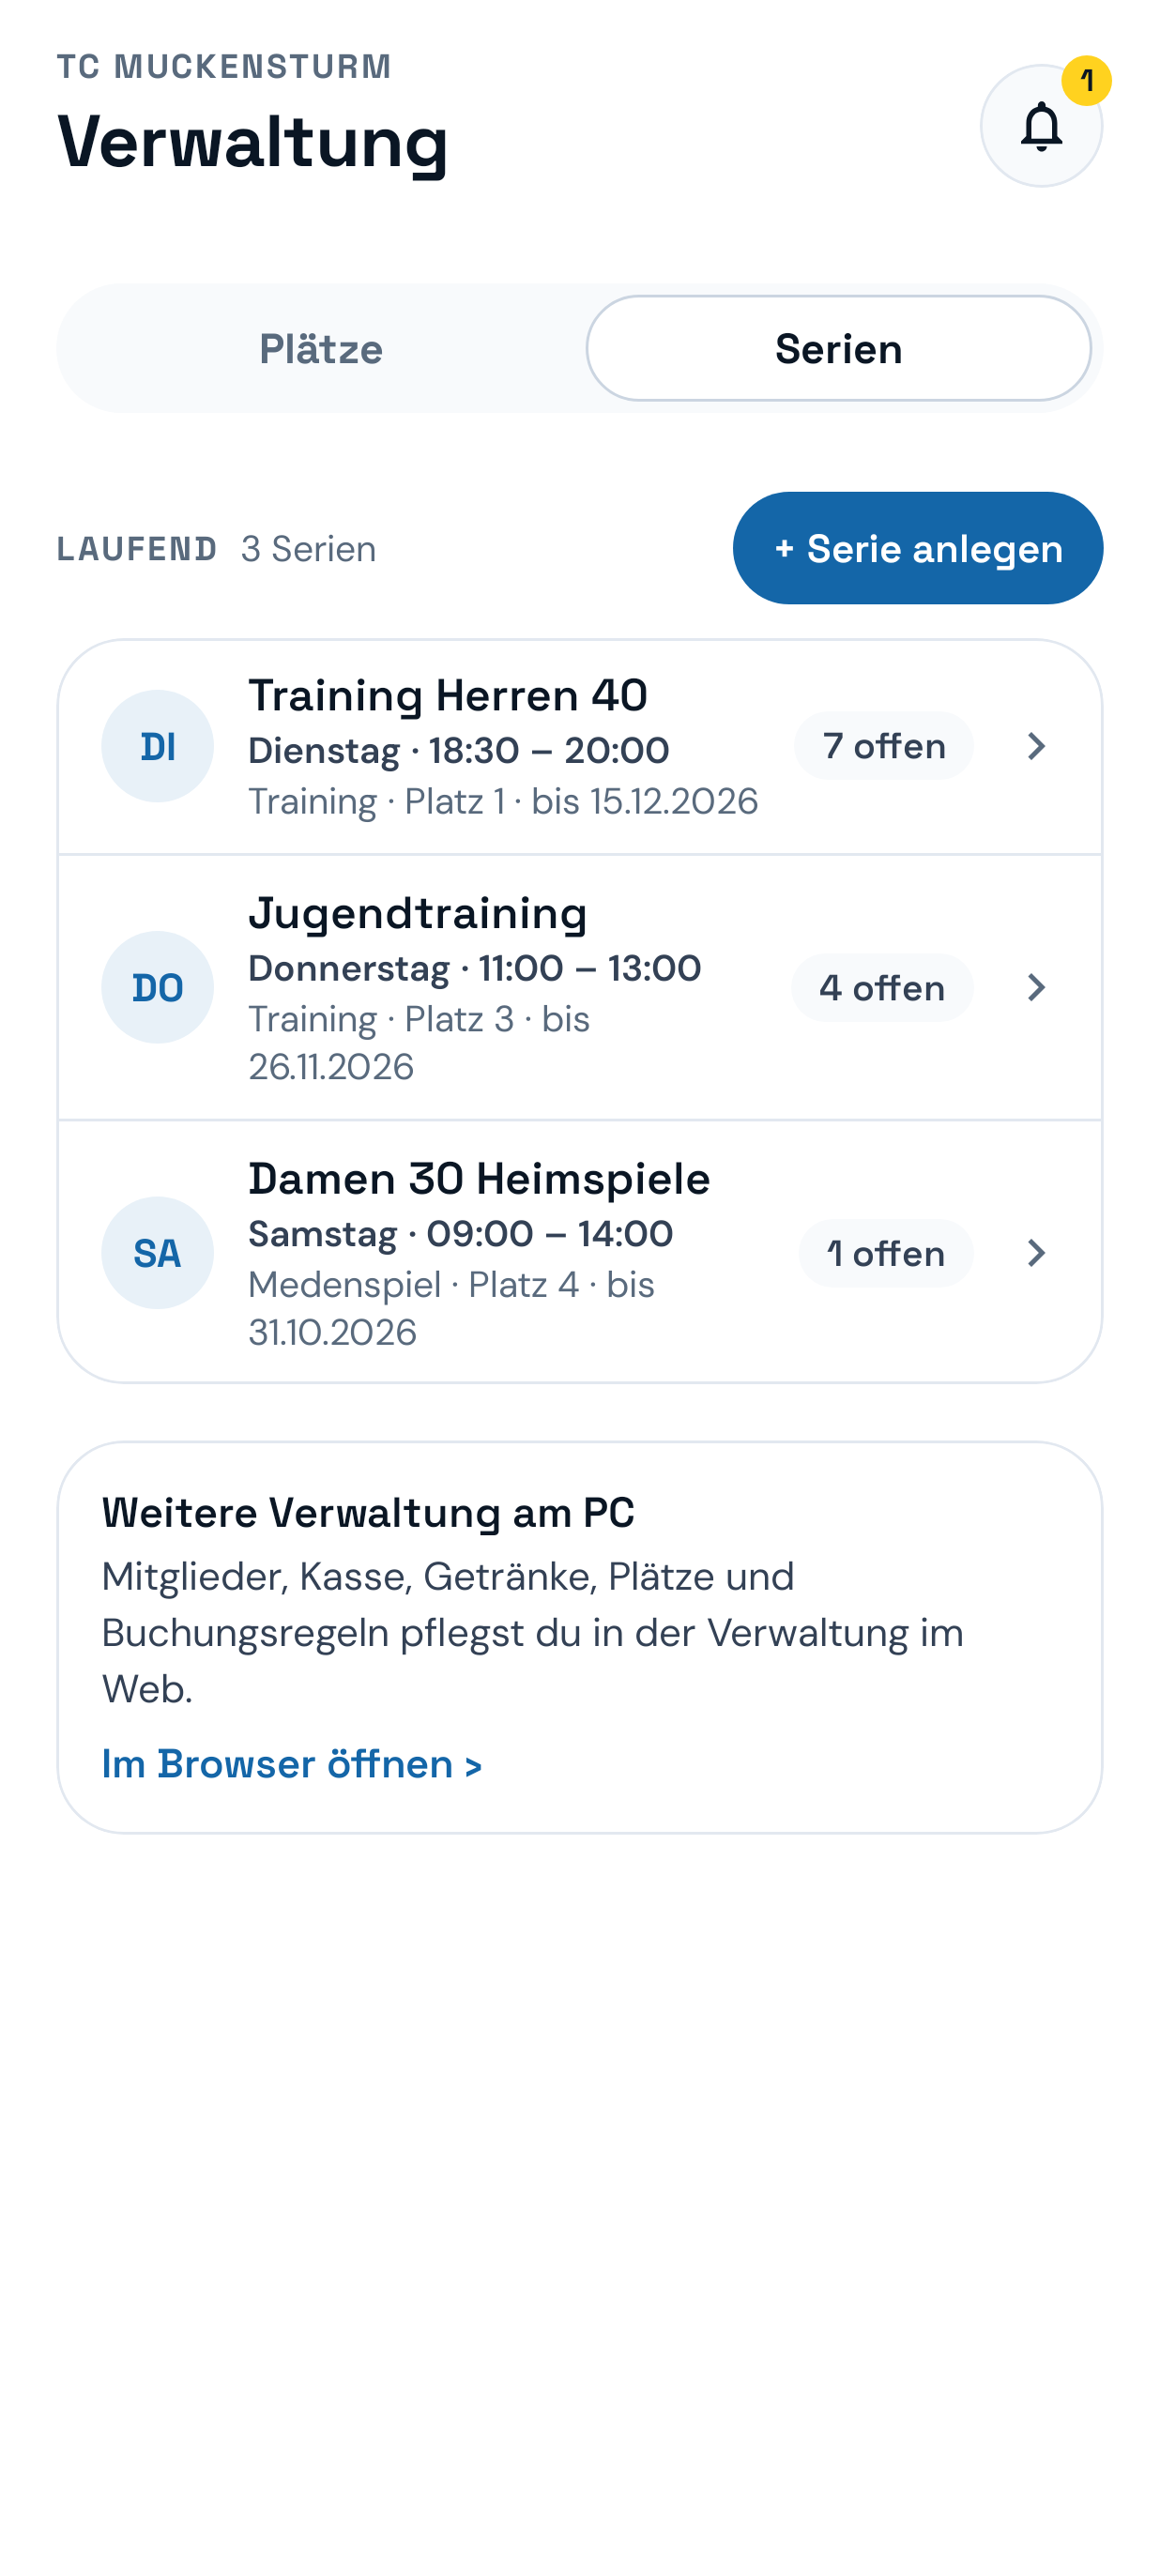 TC MUCKENSTURM
Verwaltung
1
Plätze
Serien
LAUFEND 3 Serien
+ Serie anlegen
DI
Training Herren 40
Dienstag · 18:30 – 20:00
Training · Platz 1 · bis 15.12.2026
7 offen
DO
Jugendtraining
Donnerstag · 11:00 – 13:00
Training · Platz 3 · bis
26.11.2026
4 offen
SA
Damen 30 Heimspiele
Samstag · 09:00 – 14:00
Medenspiel · Platz 4 · bis
31.10.2026
1 offen
Weitere Verwaltung am PC
Mitglieder, Kasse, Getränke, Plätze und
Buchungsregeln pflegst du in der Verwaltung im
Web.
Im Browser öffnen >